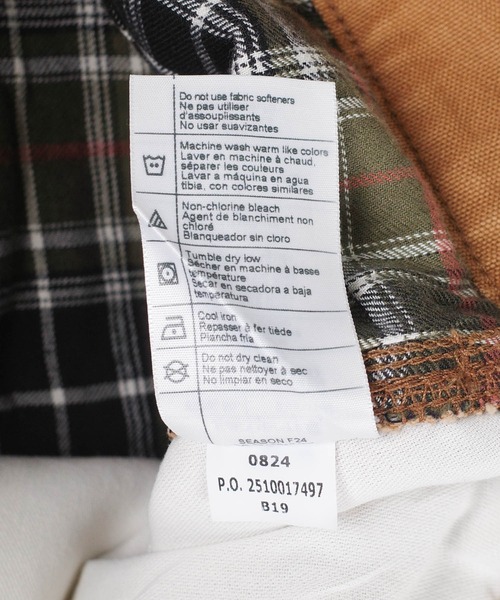 Do not use fabric softeners
Ne pas utiliser
d'assouplissants
No usar suavizantes
Machine wash warm like colors
Laver en machine à chaud,
séparer les couleurs
Lavar a máquina en agua
tibia, con colores similares
Non-chlorine bleach
Agent de blanchiment non
chloré
Blanqueador sin cloro
Tumble dry low
Sécher en machine à basse
température
Secar en secadora a baja
temperatura
Cool iron
Repasser à fer tiède
Plancha fría
Do not dry clean
Ne pas nettoyer à sec
No limpiar en seco
SEASON F24
0824
P.O. 2510017497
B19